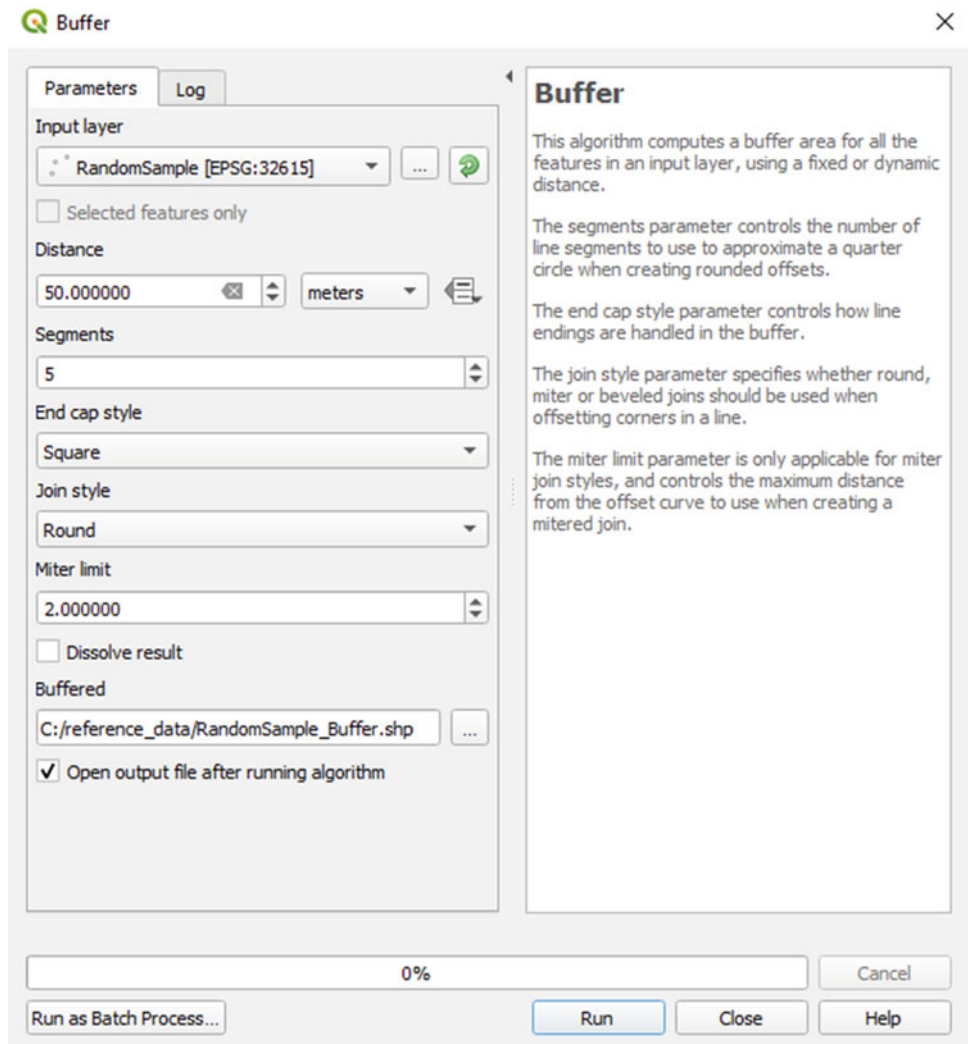 Buffer
Parameters
Log
Input layer
RandomSample [EPSG:32615]
...
Selected features only
Distance
50.000000
meters
Segments
5
End cap style
Square
Join style
Round
Miter limit
2.000000
Dissolve result
Buffered
C:/reference_data/RandomSample_Buffer.shp
...
Open output file after running algorithm
Buffer
This algorithm computes a buffer area for all the
features in an input layer, using a fixed or dynamic
distance.
The segments parameter controls the number of
line segments to use to approximate a quarter
circle when creating rounded offsets.
The end cap style parameter controls how line
endings are handled in the buffer.
The join style parameter specifies whether round,
miter or beveled joins should be used when
offsetting corners in a line.
The miter limit parameter is only applicable for miter
join styles, and controls the maximum distance
from the offset curve to use when creating a
mitered join.
0%
Cancel
Run as Batch Process...
Run
Close
Help